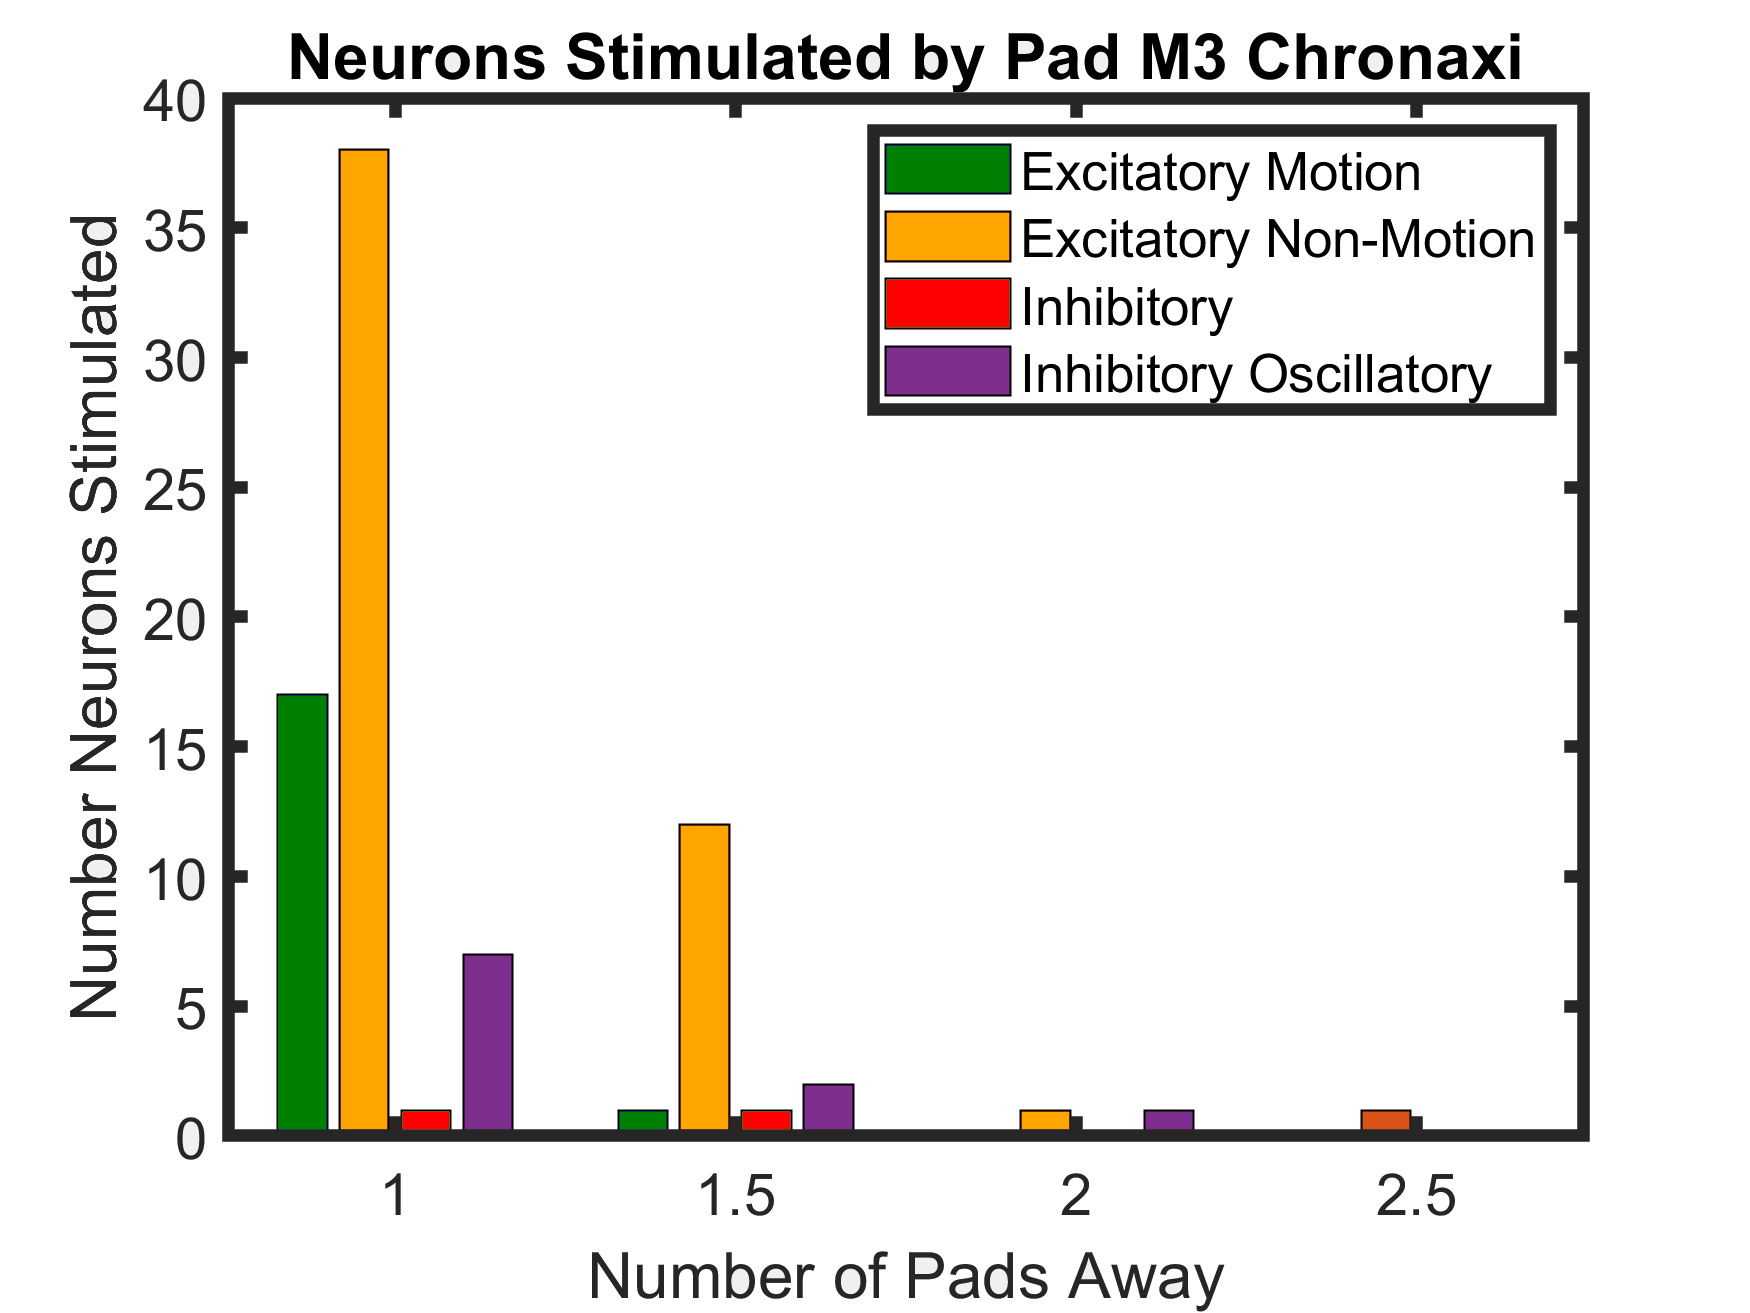 Neurons Stimulated by Pad M3 Chronaxi
40
35
30
25
20
15
10
5
0
Number Neurons Stimulated
Excitatory Motion
Excitatory Non-Motion
Inhibitory
Inhibitory Oscillatory
1 1.5 2 2.5
Number of Pads Away